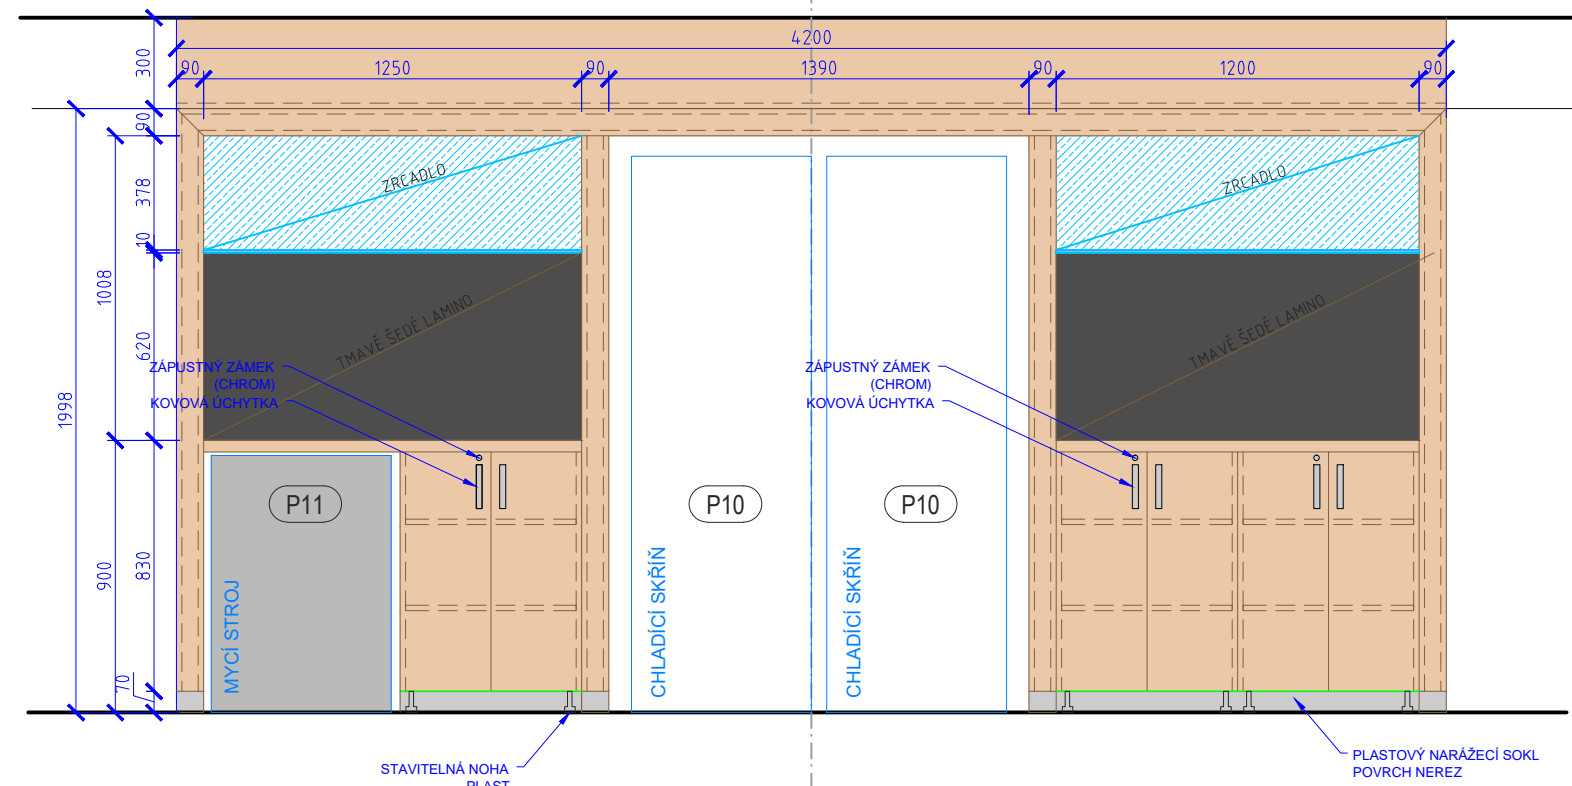 4200
90
1250
90
1390
90
1200
90
300
90
378
10
620
1008
1998
900
830
70
ZRCADLO
ZRCADLO
TMAVĚ ŠEDÉ LAMINO
TMAVĚ ŠEDÉ LAMINO
ZÁPUSTNÝ ZÁMEK
(CHROM)
KOVOVÁ ÚCHYTKA
ZÁPUSTNÝ ZÁMEK
(CHROM)
KOVOVÁ ÚCHYTKA
P11
P10
P10
MYCÍ STROJ
CHLADÍCÍ SKŘÍŇ
CHLADÍCÍ SKŘÍŇ
STAVITELNÁ NOHA
PLAST
PLASTOVÝ NARÁŽECÍ SOKL
POVRCH NEREZ